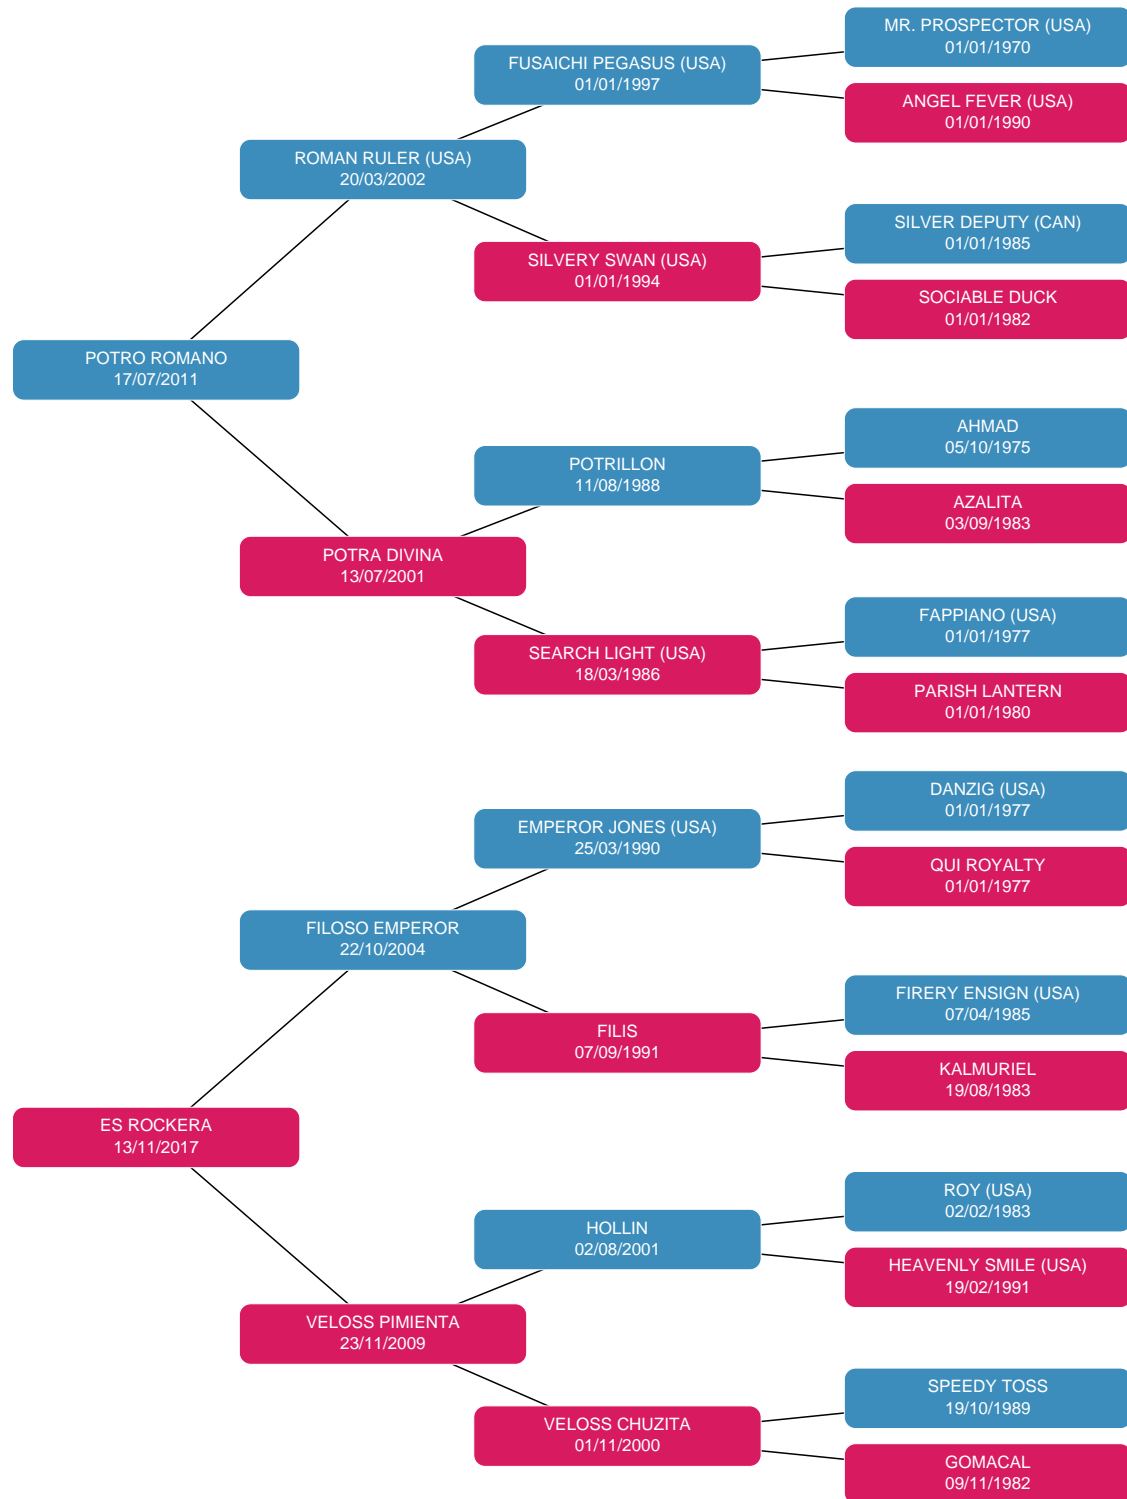 MR. PROSPECTOR (USA)
01/01/1970
FUSAICHI PEGASUS (USA)
01/01/1997
ANGEL FEVER (USA)
01/01/1990
ROMAN RULER (USA)
20/03/2002
SILVER DEPUTY (CAN)
01/01/1985
SILVERY SWAN (USA)
01/01/1994
SOCIABLE DUCK
01/01/1982
POTRO ROMANO
17/07/2011
AHMAD
05/10/1975
POTRILLON
11/08/1988
AZALITA
03/09/1983
POTRA DIVINA
13/07/2001
FAPPIANO (USA)
01/01/1977
SEARCH LIGHT (USA)
18/03/1986
PARISH LANTERN
01/01/1980
DANZIG (USA)
01/01/1977
EMPEROR JONES (USA)
25/03/1990
QUI ROYALTY
01/01/1977
FILOSO EMPEROR
22/10/2004
FIRERY ENSIGN (USA)
07/04/1985
FILIS
07/09/1991
KALMURIEL
19/08/1983
ES ROCKERA
13/11/2017
ROY (USA)
02/02/1983
HOLLIN
02/08/2001
HEAVENLY SMILE (USA)
19/02/1991
VELOSS PIMIENTA
23/11/2009
SPEEDY TOSS
19/10/1989
VELOSS CHUZITA
01/11/2000
GOMACAL
09/11/1982